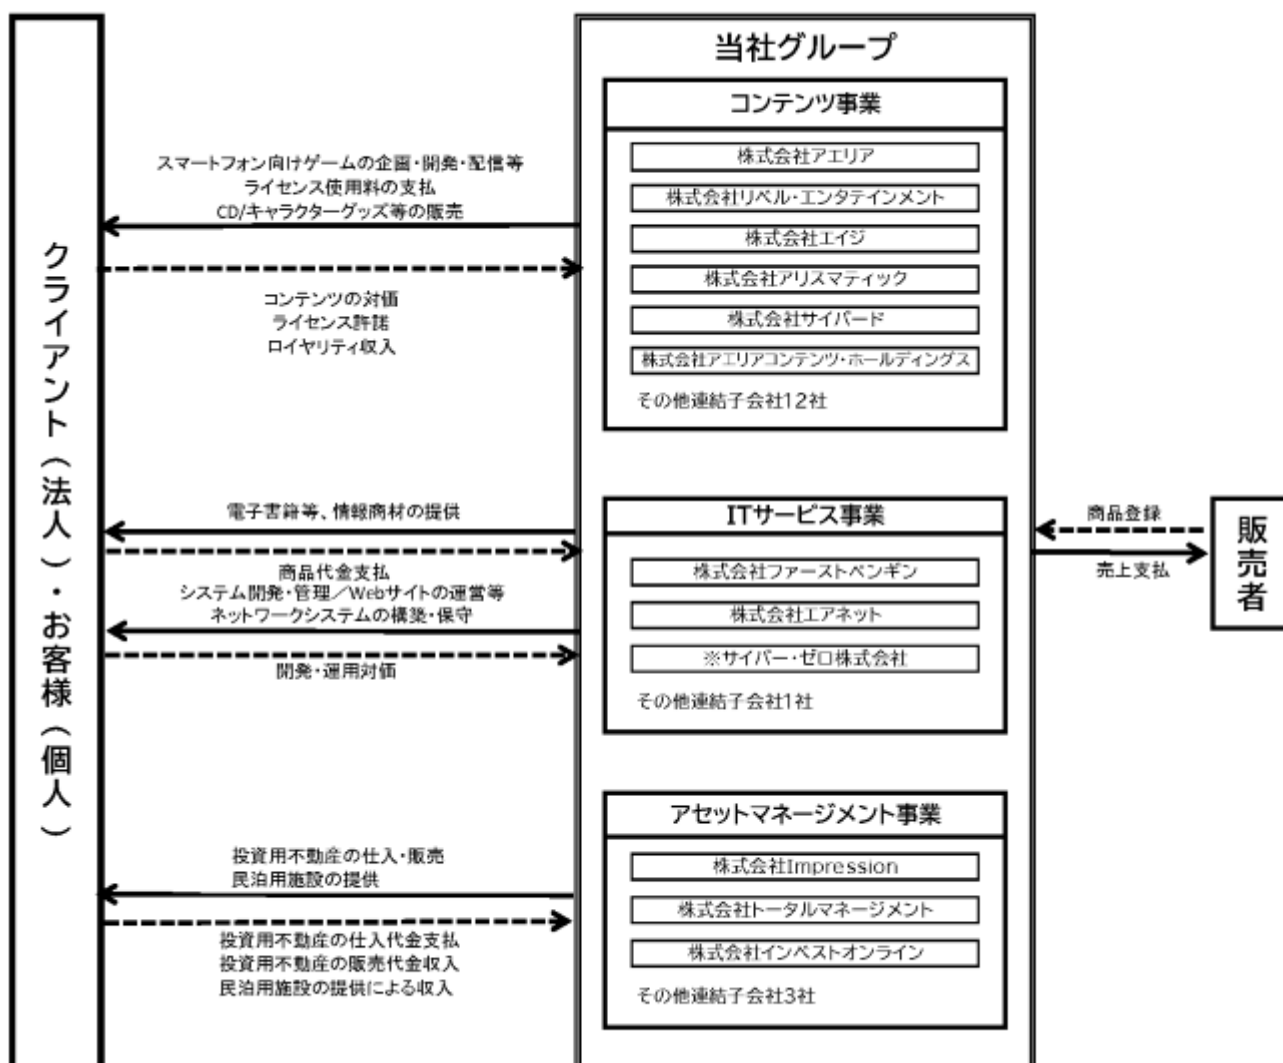 当社グループ
クライアント（法人）・お客様（個人）
コンテンツ事業
株式会社アエリア
株式会社リベル・エンタテインメント
株式会社エイジ
株式会社アリスマティック
株式会社サイバード
株式会社アエリアコンテンツ・ホールディングス
その他連結子会社12社
スマートフォン向けゲームの企画・開発・配信等
ライセンス使用料の支払
CD/キャラクターグッズ等の販売
コンテンツの対価
ライセンス許諾
ロイヤリティ収入
ITサービス事業
株式会社ファーストペンギン
株式会社エアネット
※サイバー・ゼロ株式会社
その他連結子会社1社
電子書籍等、情報商材の提供
商品代金支払
システム開発・管理／Webサイトの運営等
ネットワークシステムの構築・保守
開発・運用対価
商品登録
売上支払
販売者
アセットマネージメント事業
株式会社Impression
株式会社トータルマネージメント
株式会社インベストオンライン
その他連結子会社3社
投資用不動産の仕入・販売
民泊用施設の提供
投資用不動産の仕入代金支払
投資用不動産の販売代金収入
民泊用施設の提供による収入